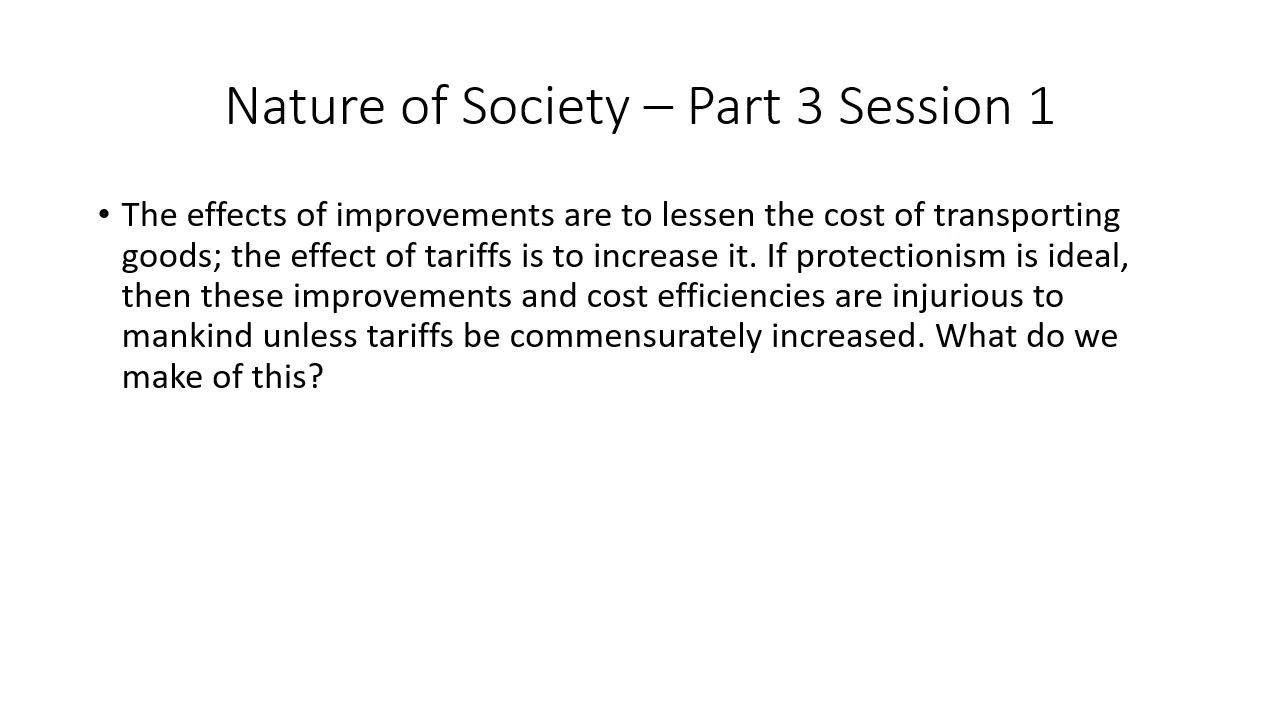 Nature of Society – Part 3 Session 1
• The effects of improvements are to lessen the cost of transporting
goods; the effect of tariffs is to increase it. If protectionism is ideal,
then these improvements and cost efficiencies are injurious to
mankind unless tariffs be commensurately increased. What do we
make of this?